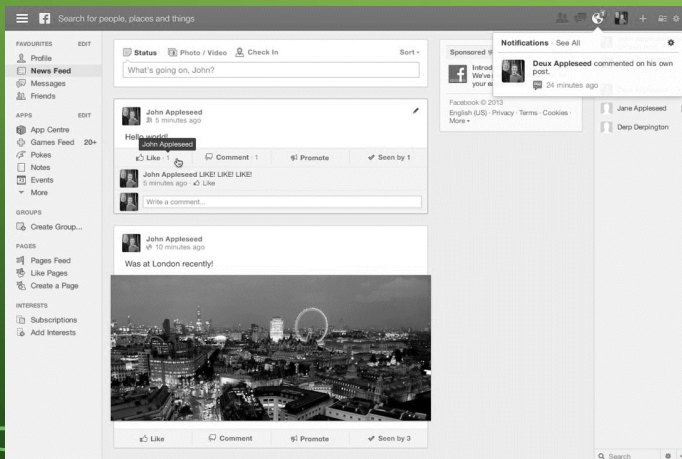 Search for people, places and things
FAVOURITES EDIT
Profile
News Feed
Messages
Friends
APPS EDIT
App Centre
Games Feed 20+
Pokes
Notes
Events
More
GROUPS
Create Group...
PAGES
Pages Feed
Like Pages
Create a Page
INTERESTS
Subscriptions
Add Interests
Status Photo / Video Check In Sort
What's going on, John?
John Appleseed
5 minutes ago
Hello world!
John Appleseed
Like · 1 Comment · 1 Promote Seen by 1
John Appleseed LIKE! LIKE! LIKE!
5 minutes ago · Like
Write a comment...
John Appleseed
10 minutes ago
Was at London recently!
Like Comment Promote Seen by 3
Sponsored
Facebook © 2013
English (US) · Privacy · Terms · Cookies ·
More
Notifications · See All
Deux Appleseed commented on his own
post.
24 minutes ago
Jane Appleseed
Derp Derpington
Search